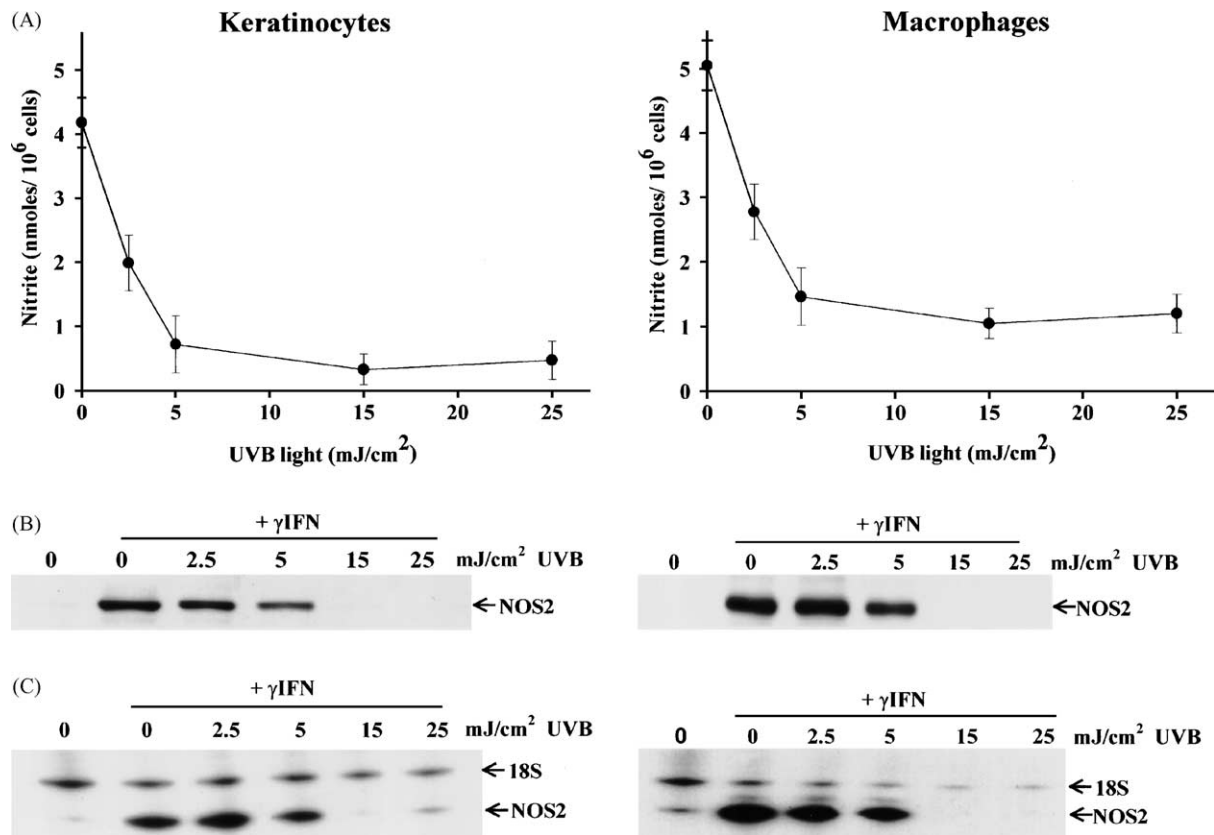 (A)
Keratinocytes
Macrophages
Nitrite (nmoles/ 10⁶ cells)
5
4
3
2
1
0
0 5 10 15 20 25
UVB light (mJ/cm²)
Nitrite (nmoles/ 10⁶ cells)
5
4
3
2
1
0
0 5 10 15 20 25
UVB light (mJ/cm²)
(B)
+ γIFN
0 0 2.5 5 15 25 mJ/cm² UVB
←NOS2
+ γIFN
0 0 2.5 5 15 25 mJ/cm² UVB
←NOS2
(C)
+ γIFN
0 0 2.5 5 15 25 mJ/cm² UVB
←18S
←NOS2
+ γIFN
0 0 2.5 5 15 25 mJ/cm² UVB
←18S
←NOS2